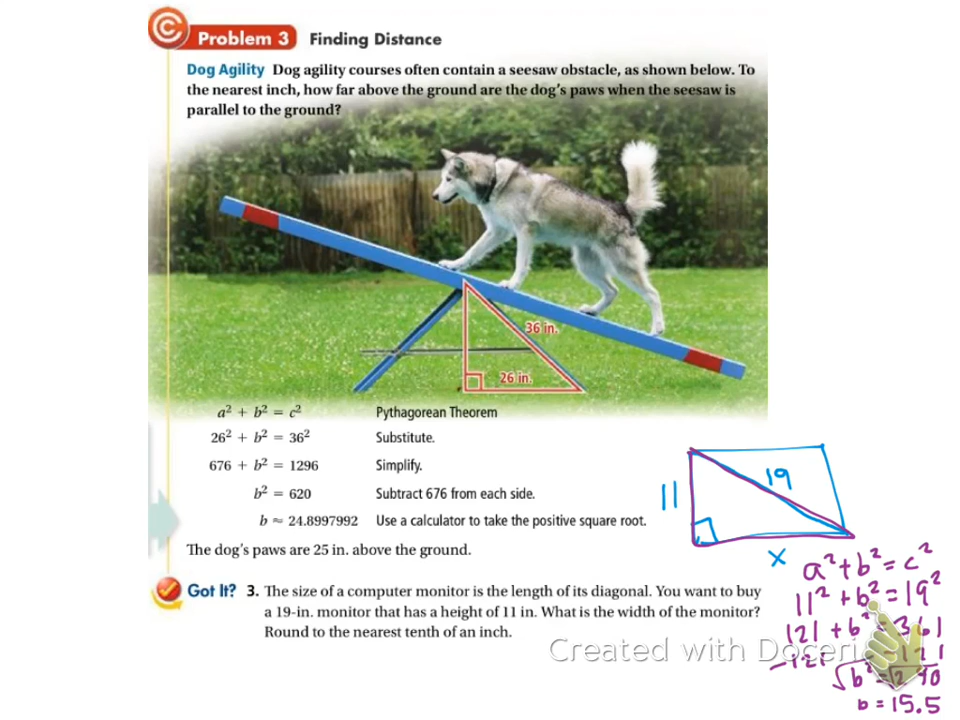 C
Problem 3 Finding Distance
Dog Agility Dog agility courses often contain a seesaw obstacle, as shown below. To
the nearest inch, how far above the ground are the dog's paws when the seesaw is
parallel to the ground?
36 in.
26 in.
a² + b² = c² Pythagorean Theorem
26² + b² = 36² Substitute.
676 + b² = 1296 Simplify.
b² = 620 Subtract 676 from each side.
b ≈ 24.8997992 Use a calculator to take the positive square root.
The dog's paws are 25 in. above the ground.
Got It? 3. The size of a computer monitor is the length of its diagonal. You want to buy
a 19-in. monitor that has a height of 11 in. What is the width of the monitor?
Round to the nearest tenth of an inch.
11
19
x
a² + b² = c²
11² + b² = 19²
121 + b² = 361
-121 -121
√b² = √240
b = 15.5
Created with Doceri